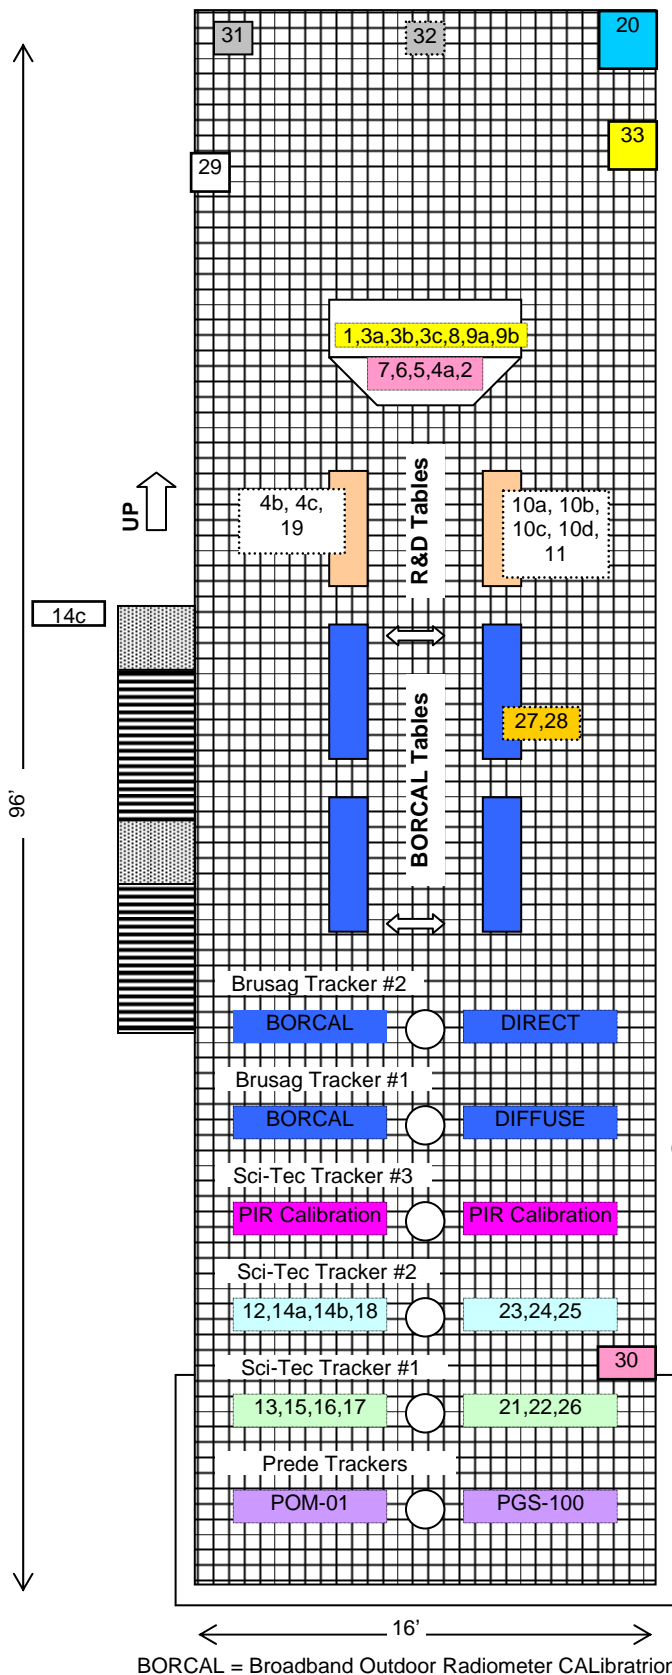 31
32
20
33
29
1,3a,3b,3c,8,9a,9b
7,6,5,4a,2
UP
4b, 4c,
19
R&D Tables
10a, 10b,
10c, 10d,
11
14c
27,28
BORCAL Tables
96’
Brusag Tracker #2
BORCAL
DIRECT
Brusag Tracker #1
BORCAL
DIFFUSE
Sci-Tec Tracker #3
PIR Calibration
PIR Calibration
Sci-Tec Tracker #2
12,14a,14b,18
23,24,25
30
Sci-Tec Tracker #1
13,15,16,17
21,22,26
Prede Trackers
POM-01
PGS-100
16’
BORCAL = Broadband Outdoor Radiometer CALibratrion